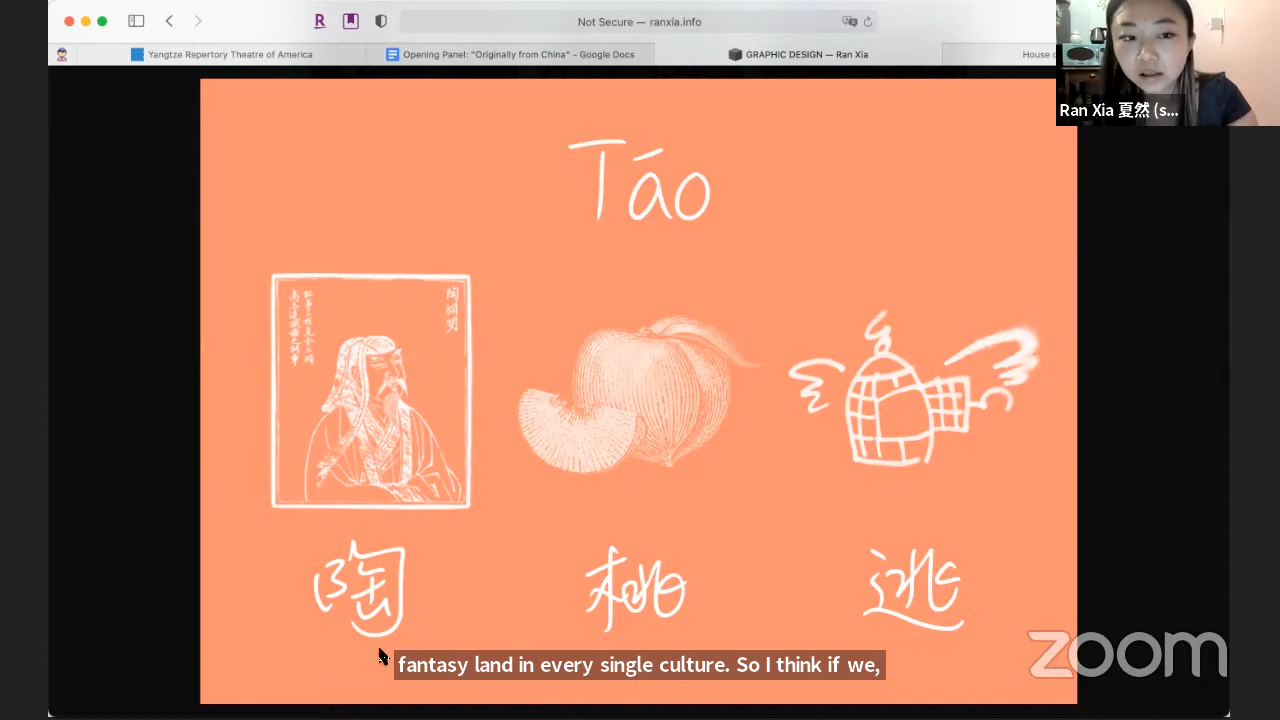 Not Secure — ranxia.info
Yangtze Repertory Theatre of America
Opening Panel: "Originally from China" - Google Docs
GRAPHIC DESIGN — Ran Xia
House
Ran Xia 夏然 (s...
Táo
陶淵明
陶
桃
逃
fantasy land in every single culture. So I think if we,
zoom